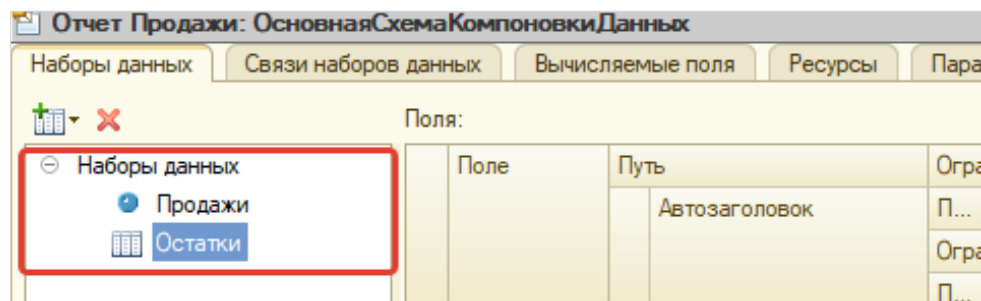 Отчет Продажи: ОсновнаяСхемаКомпоновкиДанных
Наборы данных Связи наборов данных Вычисляемые поля Ресурсы Пара
Поля:
Наборы данных
Продажи
Остатки
Поле Путь Огра
Автозаголовок П...
Огра
П...